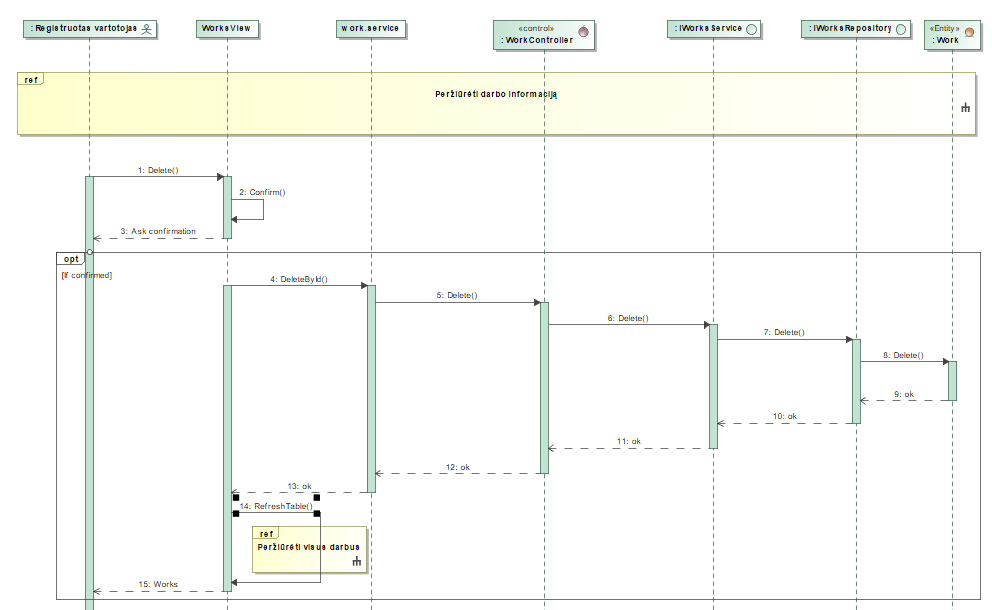 : Registruotas vartotojas
WorksView
work.service
«control»
: WorkController
: IWorksService
: IWorksRepository
«Entity»
: Work
ref
Peržiūrėti darbo informaciją
1: Delete()
2: Confirm()
3: Ask confirmation
opt
[If confirmed]
4: DeleteById()
5: Delete()
6: Delete()
7: Delete()
8: Delete()
9: ok
10: ok
11: ok
12: ok
13: ok
14: RefreshTable()
ref
Peržiūrėti visus darbus
15: Works